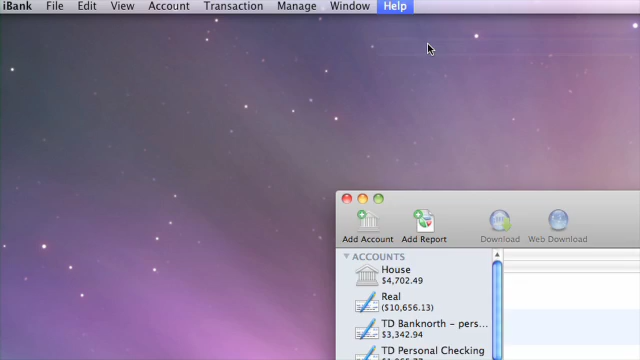 iBank File Edit View Account Transaction Manage Window Help
Add Account Add Report Download Web Download
ACCOUNTS
House
$4,702.49
Real
($10,656.13)
TD Banknorth - pers...
$3,342.94
TD Personal Checking